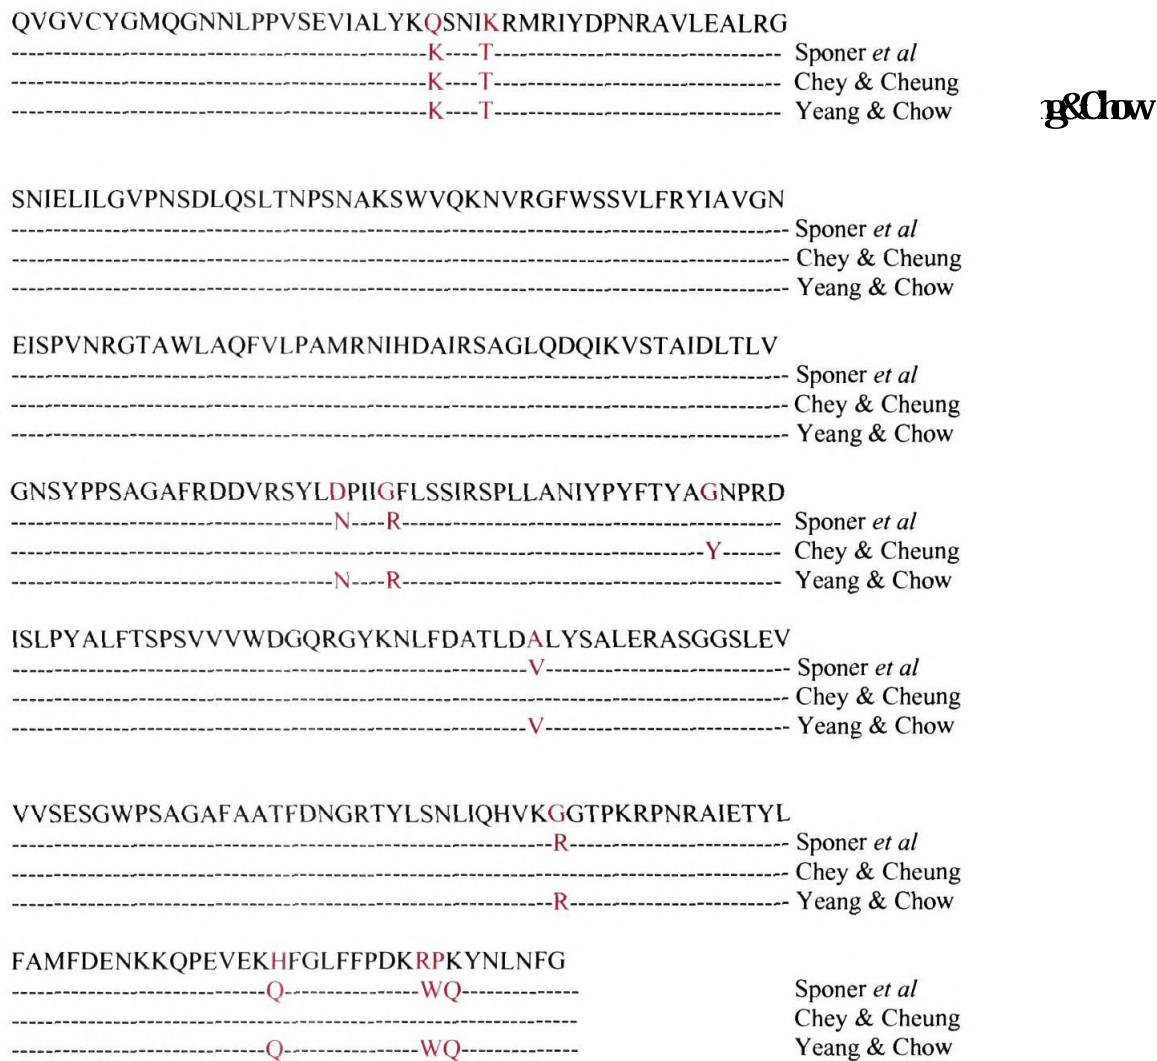 QVGVCYGMQGNNLPPVSEVIALYKQSNIKRMRIYDPNRAVLEALRG
------------------------K---T----------------- Sponer et al
------------------------K---T----------------- Chey & Cheung
------------------------K---T----------------- Yeang & Chow
g&Chow
SNIELILGVPNSDLQSLTNPSNAKSWVQKNVRGFWSSVLFRYIAVGN
----------------------------------------------- Sponer et al
----------------------------------------------- Chey & Cheung
----------------------------------------------- Yeang & Chow
EISPVNRGTAWLAQFVLPAMRNIHDAIRSAGLQDQIKVSTAIDLTLV
----------------------------------------------- Sponer et al
----------------------------------------------- Chey & Cheung
----------------------------------------------- Yeang & Chow
GNSYPPSAGAFRDDVRSYLDPIIGFLSSIRSPLLANIYPYFTYAGNPRD
-------------------N---R------------------------- Sponer et al
--------------------------------------------Y---- Chey & Cheung
-------------------N---R------------------------- Yeang & Chow
ISLPYALFTSPSVVVWDGQRGYKNLFDATLDALYSALERASGGSLEV
-------------------------------V--------------- Sponer et al
----------------------------------------------- Chey & Cheung
-------------------------------V--------------- Yeang & Chow
VVSESGWPSAGAFAATFDNGRTYLSNLIQHVKGGTPKRPNRAIETYL
--------------------------------R-------------- Sponer et al
----------------------------------------------- Chey & Cheung
--------------------------------R-------------- Yeang & Chow
FAMFDENKKQPEVEKHFGLFFPDKRPKYNLNFG
---------------Q--------WQ------- Sponer et al
--------------------------------- Chey & Cheung
---------------Q--------WQ------- Yeang & Chow